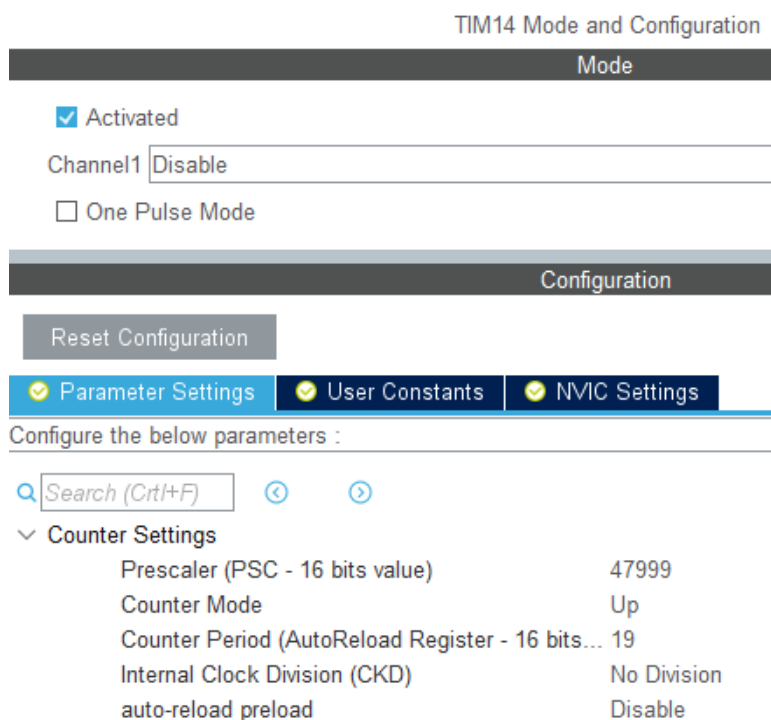 TIM14 Mode and Configuration
Mode
Activated
Channel1 Disable
One Pulse Mode
Configuration
Reset Configuration
Parameter Settings User Constants NVIC Settings
Configure the below parameters :
Search (Crtl+F)
Counter Settings
Prescaler (PSC - 16 bits value) 47999
Counter Mode Up
Counter Period (AutoReload Register - 16 bits... 19
Internal Clock Division (CKD) No Division
auto-reload preload Disable